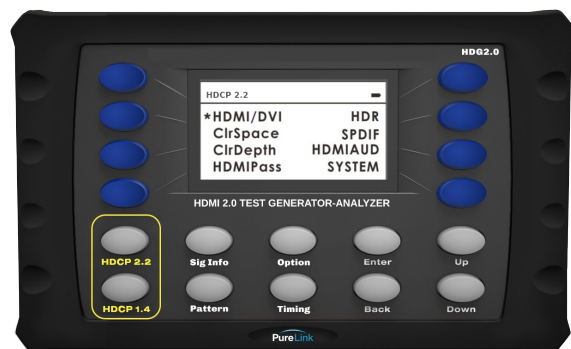 HDG2.0
HDCP 2.2
*HDMI/DVI HDR
ClrSpace SPDIF
ClrDepth HDMIAUD
HDMIPass SYSTEM
HDMI 2.0 TEST GENERATOR-ANALYZER
HDCP 2.2 Sig Info Option Enter Up
HDCP 1.4 Pattern Timing Back Down
PureLink